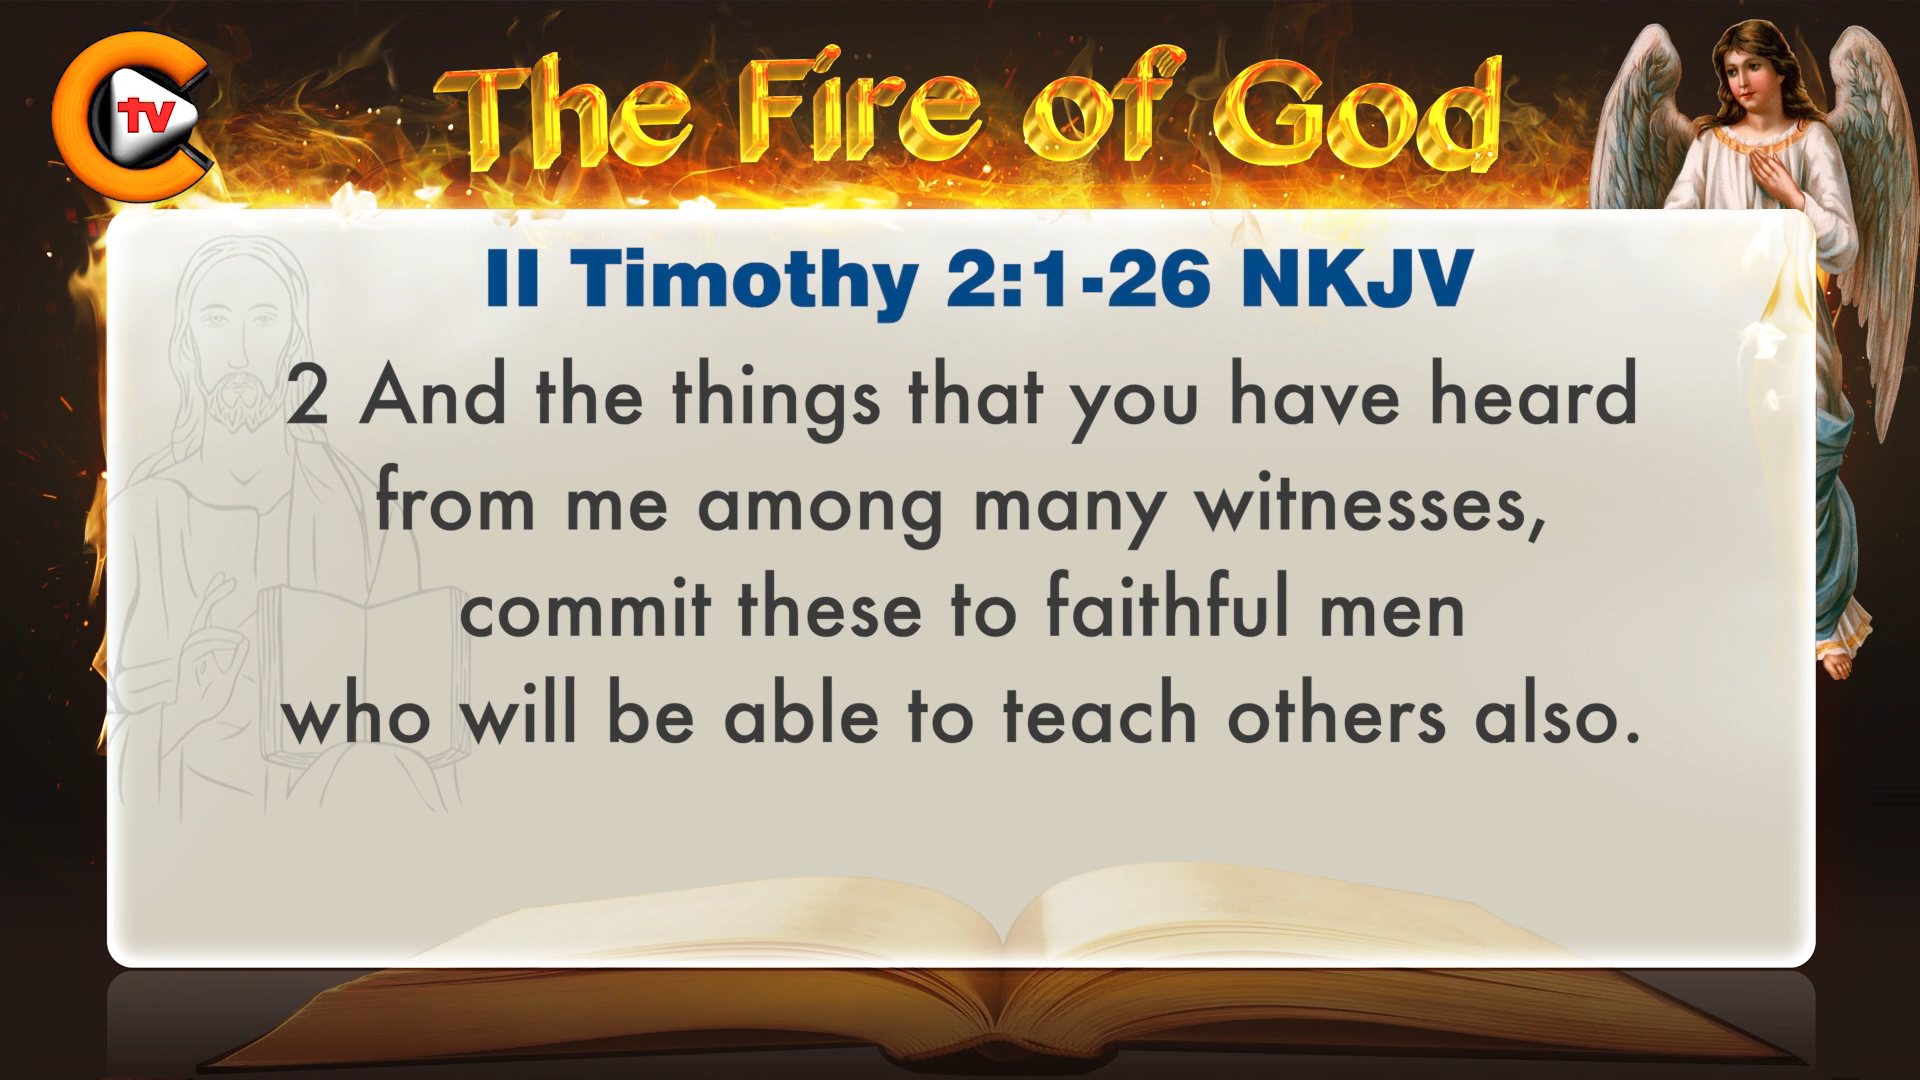 tv
The Fire of God
II Timothy 2:1-26 NKJV
2 And the things that you have heard
from me among many witnesses,
commit these to faithful men
who will be able to teach others also.